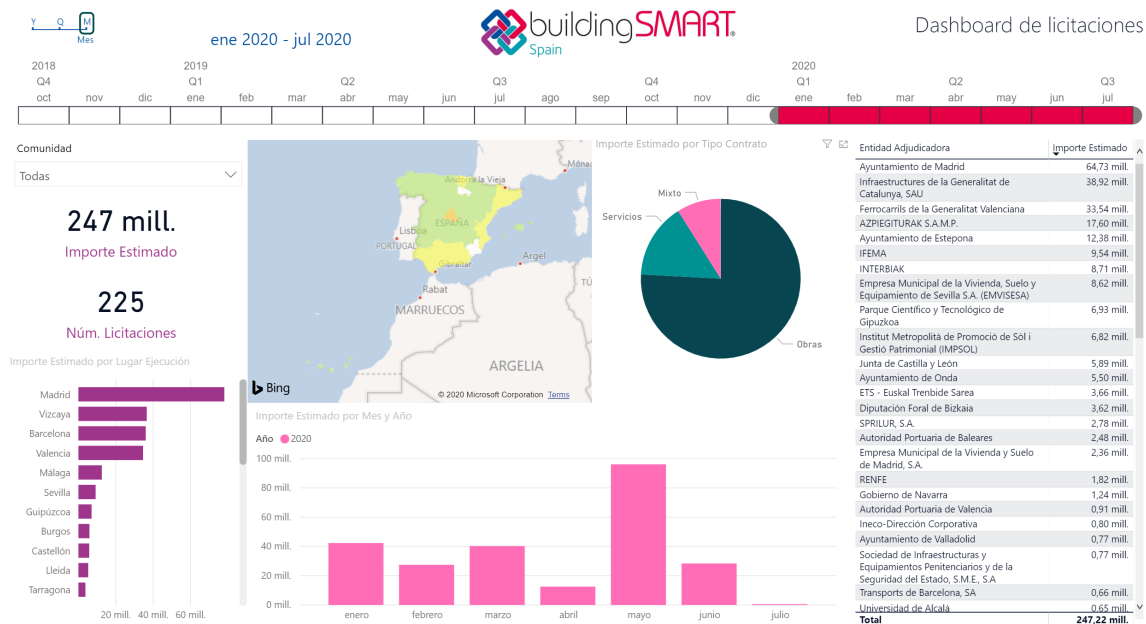 Y Q M
Mes
ene 2020 - jul 2020
buildingSMART®
Spain
Dashboard de licitaciones
2018 2019 2020
Q4 Q1 Q2 Q3 Q4 Q1 Q2 Q3
oct nov dic ene feb mar abr may jun jul ago sep oct nov dic ene feb mar abr may jun jul
Comunidad
Todas
247 mill.
Importe Estimado
225
Núm. Licitaciones
Importe Estimado por Lugar Ejecución
Madrid
Vizcaya
Barcelona
Valencia
Málaga
Sevilla
Guipúzcoa
Burgos
Castellón
Lleida
Tarragona
20 mill. 40 mill. 60 mill.
Mónac
Andorra la Vieja
ESPAÑA
Lisboa
PORTUGAL
Gibraltar
Argel
TÚ
Rabat
MARRUECOS
ARGELIA
Bing
© 2020 Microsoft Corporation Terms
Importe Estimado por Tipo Contrato
Mixto
Servicios
Obras
Importe Estimado por Mes y Año
Año 2020
100 mill.
80 mill.
60 mill.
40 mill.
20 mill.
0 mill.
enero febrero marzo abril mayo junio julio
Entidad Adjudicadora Importe Estimado
Ayuntamiento de Madrid 64,73 mill.
Infraestructures de la Generalitat de 38,92 mill.
Catalunya, SAU
Ferrocarrils de la Generalitat Valenciana 33,54 mill.
AZPIEGITURAK S.A.M.P. 17,60 mill.
Ayuntamiento de Estepona 12,38 mill.
IFEMA 9,54 mill.
INTERBIAK 8,71 mill.
Empresa Municipal de la Vivienda, Suelo y 8,62 mill.
Equipamiento de Sevilla S.A. (EMVISESA)
Parque Científico y Tecnológico de 6,93 mill.
Gipuzkoa
Institut Metropolità de Promoció de Sòl i 6,82 mill.
Gestió Patrimonial (IMPSOL)
Junta de Castilla y León 5,89 mill.
Ayuntamiento de Onda 5,50 mill.
ETS - Euskal Trenbide Sarea 3,66 mill.
Diputación Foral de Bizkaia 3,62 mill.
SPRILUR, S.A. 2,78 mill.
Autoridad Portuaria de Baleares 2,48 mill.
Empresa Municipal de la Vivienda y Suelo 2,36 mill.
de Madrid, S.A.
RENFE 1,82 mill.
Gobierno de Navarra 1,24 mill.
Autoridad Portuaria de Valencia 0,91 mill.
Ineco-Dirección Corporativa 0,80 mill.
Ayuntamiento de Valladolid 0,77 mill.
Sociedad de Infraestructuras y 0,77 mill.
Equipamientos Penitenciarios y de la
Seguridad del Estado, S.M.E., S.A
Transports de Barcelona, SA 0,66 mill.
Universidad de Alcalá 0,65 mill.
Total 247,22 mill.